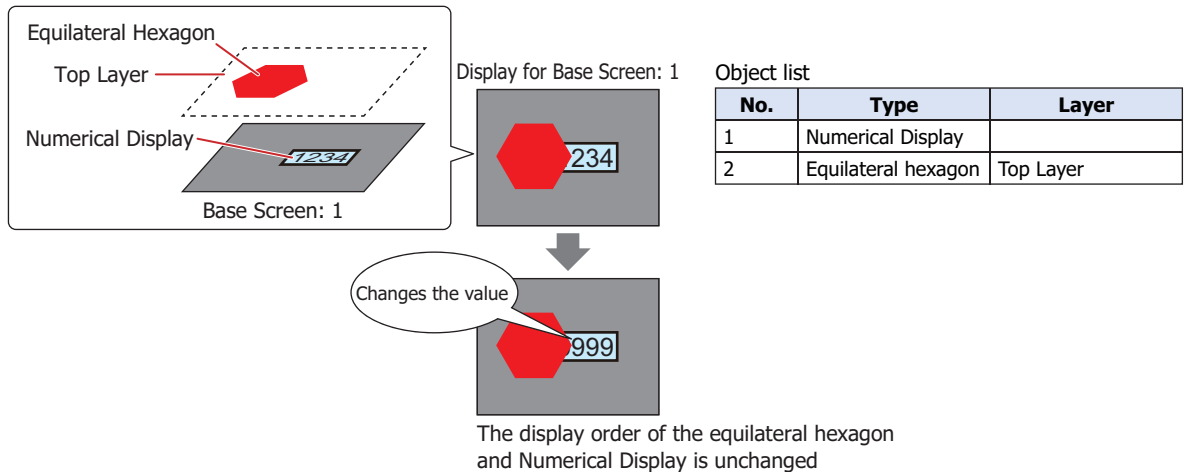 Equilateral Hexagon
Top Layer
Numerical Display
1234
Base Screen: 1
Display for Base Screen: 1
234
Changes the value
999
The display order of the equilateral hexagon
and Numerical Display is unchanged
Object list
No. Type Layer
1 Numerical Display
2 Equilateral hexagon Top Layer